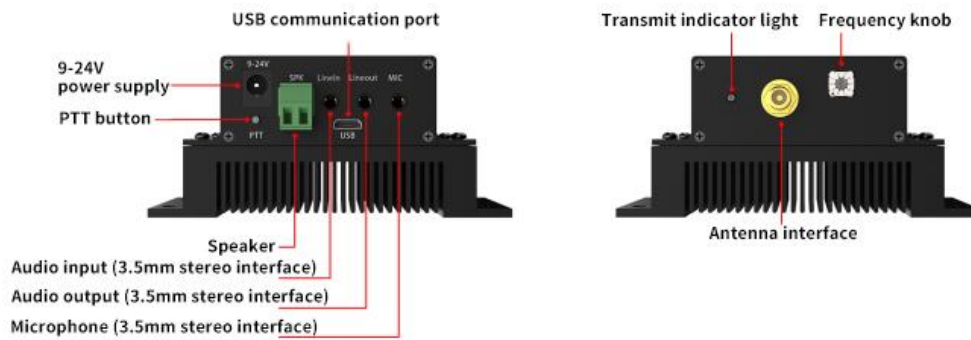 USB communication port
9-24V
power supply
PTT button
9-24V
SPK
LineIn
Lineout
MIC
PTT
USB
Speaker
Audio input (3.5mm stereo interface)
Audio output (3.5mm stereo interface)
Microphone (3.5mm stereo interface)
Transmit indicator light
Frequency knob
Antenna interface